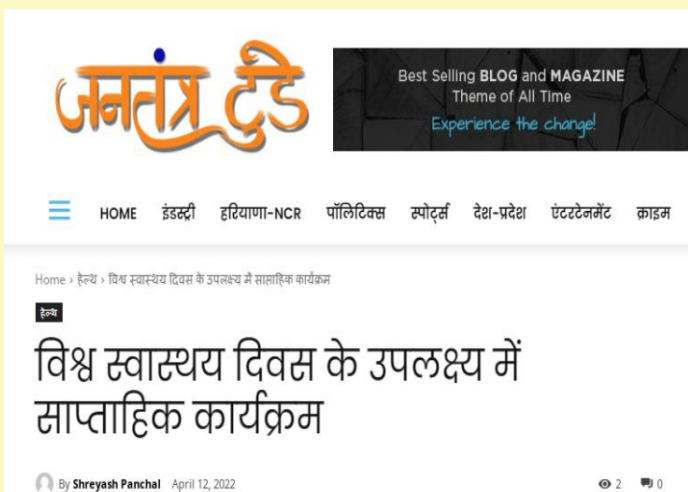 जनतंत्र टुडे
Best Selling BLOG and MAGAZINE
Theme of All Time
Experience the change!
HOME इंडस्ट्री हरियाणा-NCR पॉलिटिक्स स्पोर्ट्स देश-प्रदेश एंटरटेनमेंट क्राइम
Home › हेल्थ › विश्व स्वास्थय दिवस के उपलक्ष्य में साप्ताहिक कार्यक्रम
हेल्थ
विश्व स्वास्थय दिवस के उपलक्ष्य में
साप्ताहिक कार्यक्रम
By Shreyash Panchal April 12, 2022 2 0